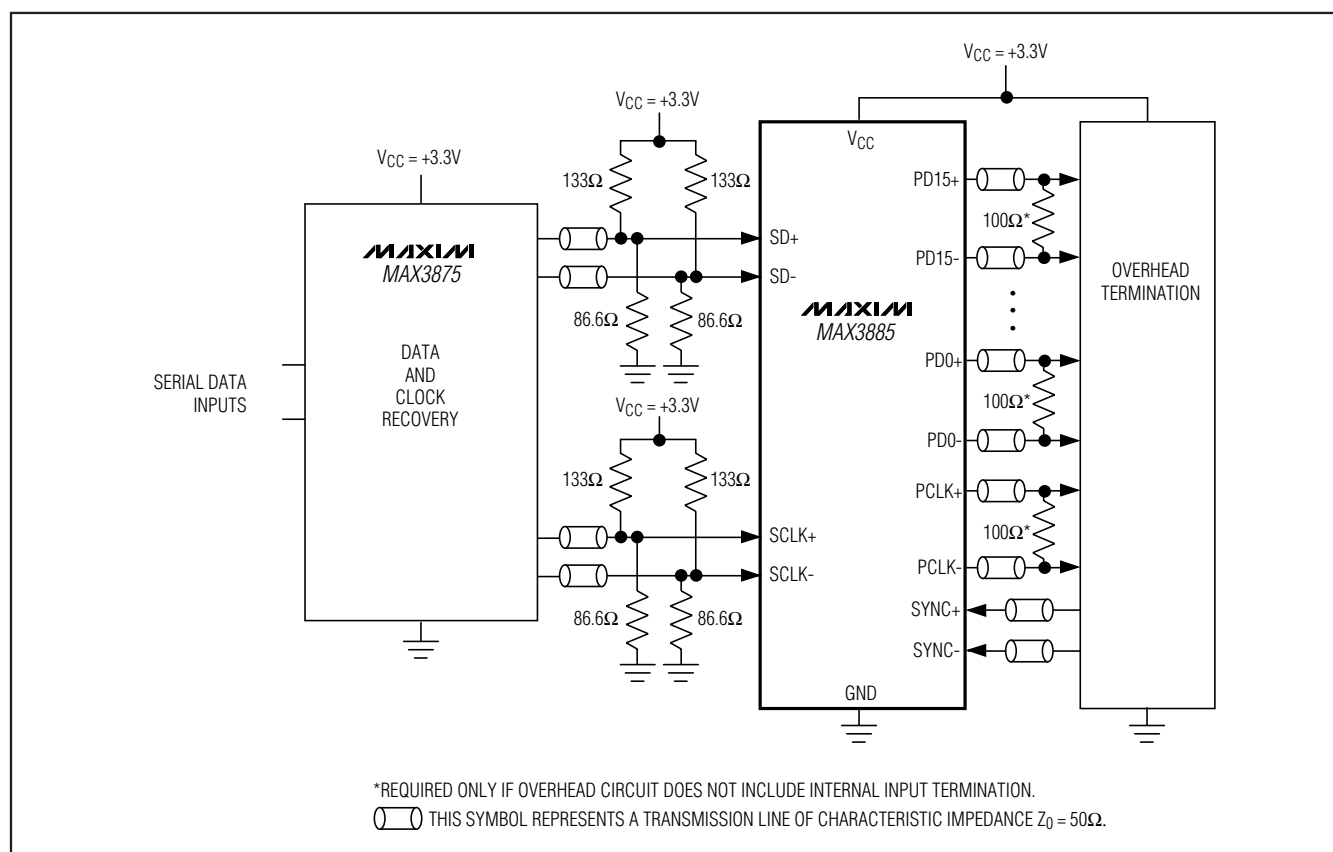 VCC = +3.3V
VCC = +3.3V
VCC = +3.3V
133Ω
133Ω
86.6Ω
86.6Ω
MAXIM
MAX3875
DATA
AND
CLOCK
RECOVERY
SERIAL DATA
INPUTS
VCC = +3.3V
133Ω
133Ω
86.6Ω
86.6Ω
VCC
SD+
SD-
MAXIM
MAX3885
SCLK+
SCLK-
GND
PD15+
100Ω*
PD15-
PD0+
100Ω*
PD0-
PCLK+
100Ω*
PCLK-
SYNC+
SYNC-
OVERHEAD
TERMINATION
*REQUIRED ONLY IF OVERHEAD CIRCUIT DOES NOT INCLUDE INTERNAL INPUT TERMINATION.
THIS SYMBOL REPRESENTS A TRANSMISSION LINE OF CHARACTERISTIC IMPEDANCE Z0 = 50Ω.